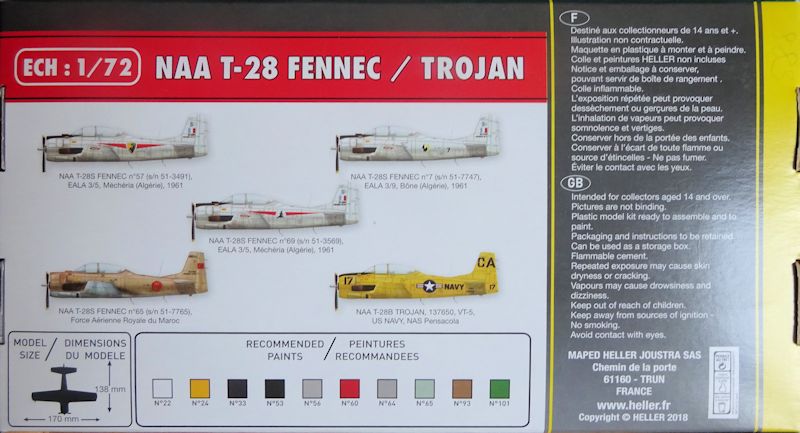 ECH : 1/72 NAA T-28 FENNEC / TROJAN
NAA T-28S FENNEC n°57 (s/n 51-3491),
EALA 3/5, Méchéria (Algérie), 1961
NAA T-28S FENNEC n°7 (s/n 51-7747),
EALA 3/9, Bône (Algérie), 1961
NAA T-28S FENNEC n°69 (s/n 51-3569),
EALA 3/5, Méchéria (Algérie), 1961
NAA T-28S FENNEC n°65 (s/n 51-7765),
Force Aérienne Royale du Maroc
CA
17
NAVY
17
NAA T-28B TROJAN, 137650, VT-5,
US NAVY, NAS Pensacola
MODEL SIZE / DIMENSIONS DU MODELE
138 mm
170 mm
RECOMMENDED PAINTS / PEINTURES RECOMMANDEES
N°22 N°24 N°33 N°53 N°56 N°60 N°64 N°65 N°93 N°101
F
Destiné aux collectionneurs de 14 ans et +.
Illustration non contractuelle.
Maquette en plastique à monter et à peindre.
Colle et peintures HELLER non incluses
Notice et emballage à conserver,
pouvant servir de boîte de rangement .
Colle inflammable.
L'exposition répétée peut provoquer
dessèchement ou gerçures de la peau.
L'inhalation de vapeurs peut provoquer
somnolence et vertiges.
Conserver hors de la portée des enfants.
Conserver à l'écart de toute flamme ou
source d'étincelles - Ne pas fumer.
Éviter le contact avec les yeux.
GB
Intended for collectors aged 14 and over.
Pictures are not binding.
Plastic model kit ready to assemble and to
paint.
Packaging and instructions to be retained.
Can be used as a storage box.
Flammable cement.
Repeated exposure may cause skin
dryness or cracking.
Vapours may cause drowsiness and
dizziness.
Keep out of reach of children.
Keep away from sources of ignition -
No smoking.
Avoid contact with eyes.
MAPED HELLER JOUSTRA SAS
Chemin de la porte
61160 - TRUN
FRANCE
www.heller.fr
Copyright © HELLER 2018